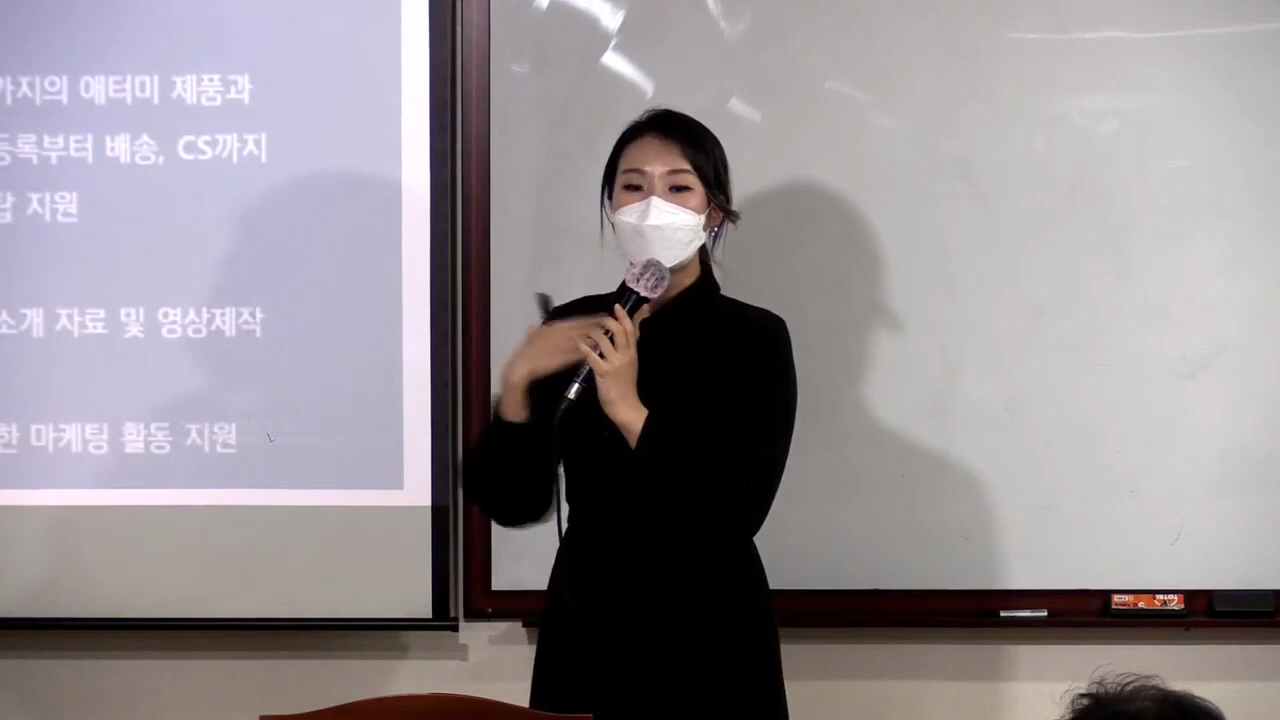 까지의 애터미 제품과
등록부터 배송, CS까지
지원
소개 자료 및 영상제작
한 마케팅 활동 지원
TOTAL